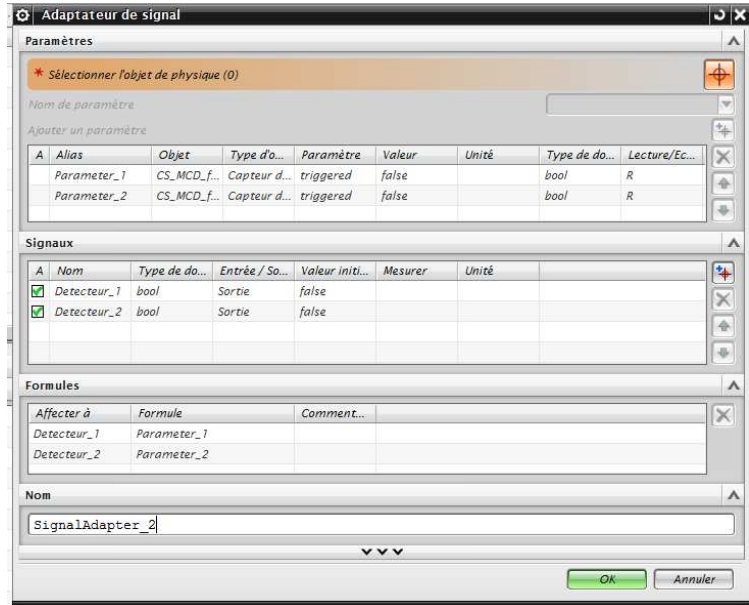 Adaptateur de signal
Paramètres
* Sélectionner l'objet de physique (0)
Nom de paramètre
Ajouter un paramètre
A Alias Objet Type d'o... Paramètre Valeur Unité Type de do... Lecture/Ec...
Parameter_1 CS_MCD_f... Capteur d... triggered false bool R
Parameter_2 CS_MCD_f... Capteur d... triggered false bool R
Signaux
A Nom Type de do... Entrée / So... Valeur initi... Mesurer Unité
Detecteur_1 bool Sortie false
Detecteur_2 bool Sortie false
Formules
Affecter à Formule Comment...
Detecteur_1 Parameter_1
Detecteur_2 Parameter_2
Nom
SignalAdapter_2
OK Annuler